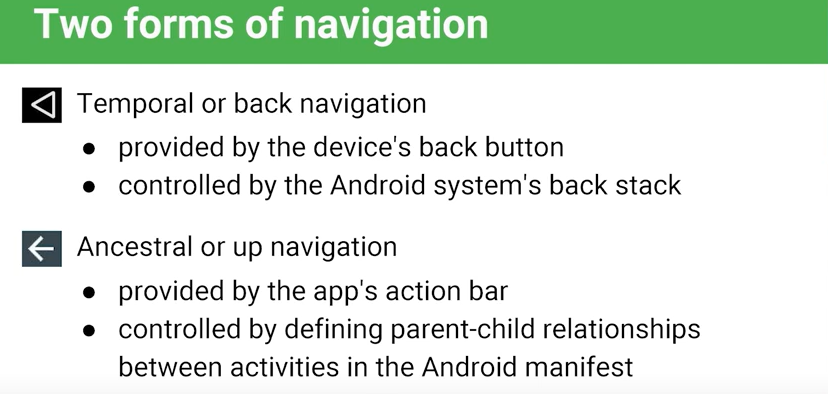 Two forms of navigation
Temporal or back navigation
● provided by the device's back button
● controlled by the Android system's back stack
Ancestral or up navigation
● provided by the app's action bar
● controlled by defining parent-child relationships
between activities in the Android manifest